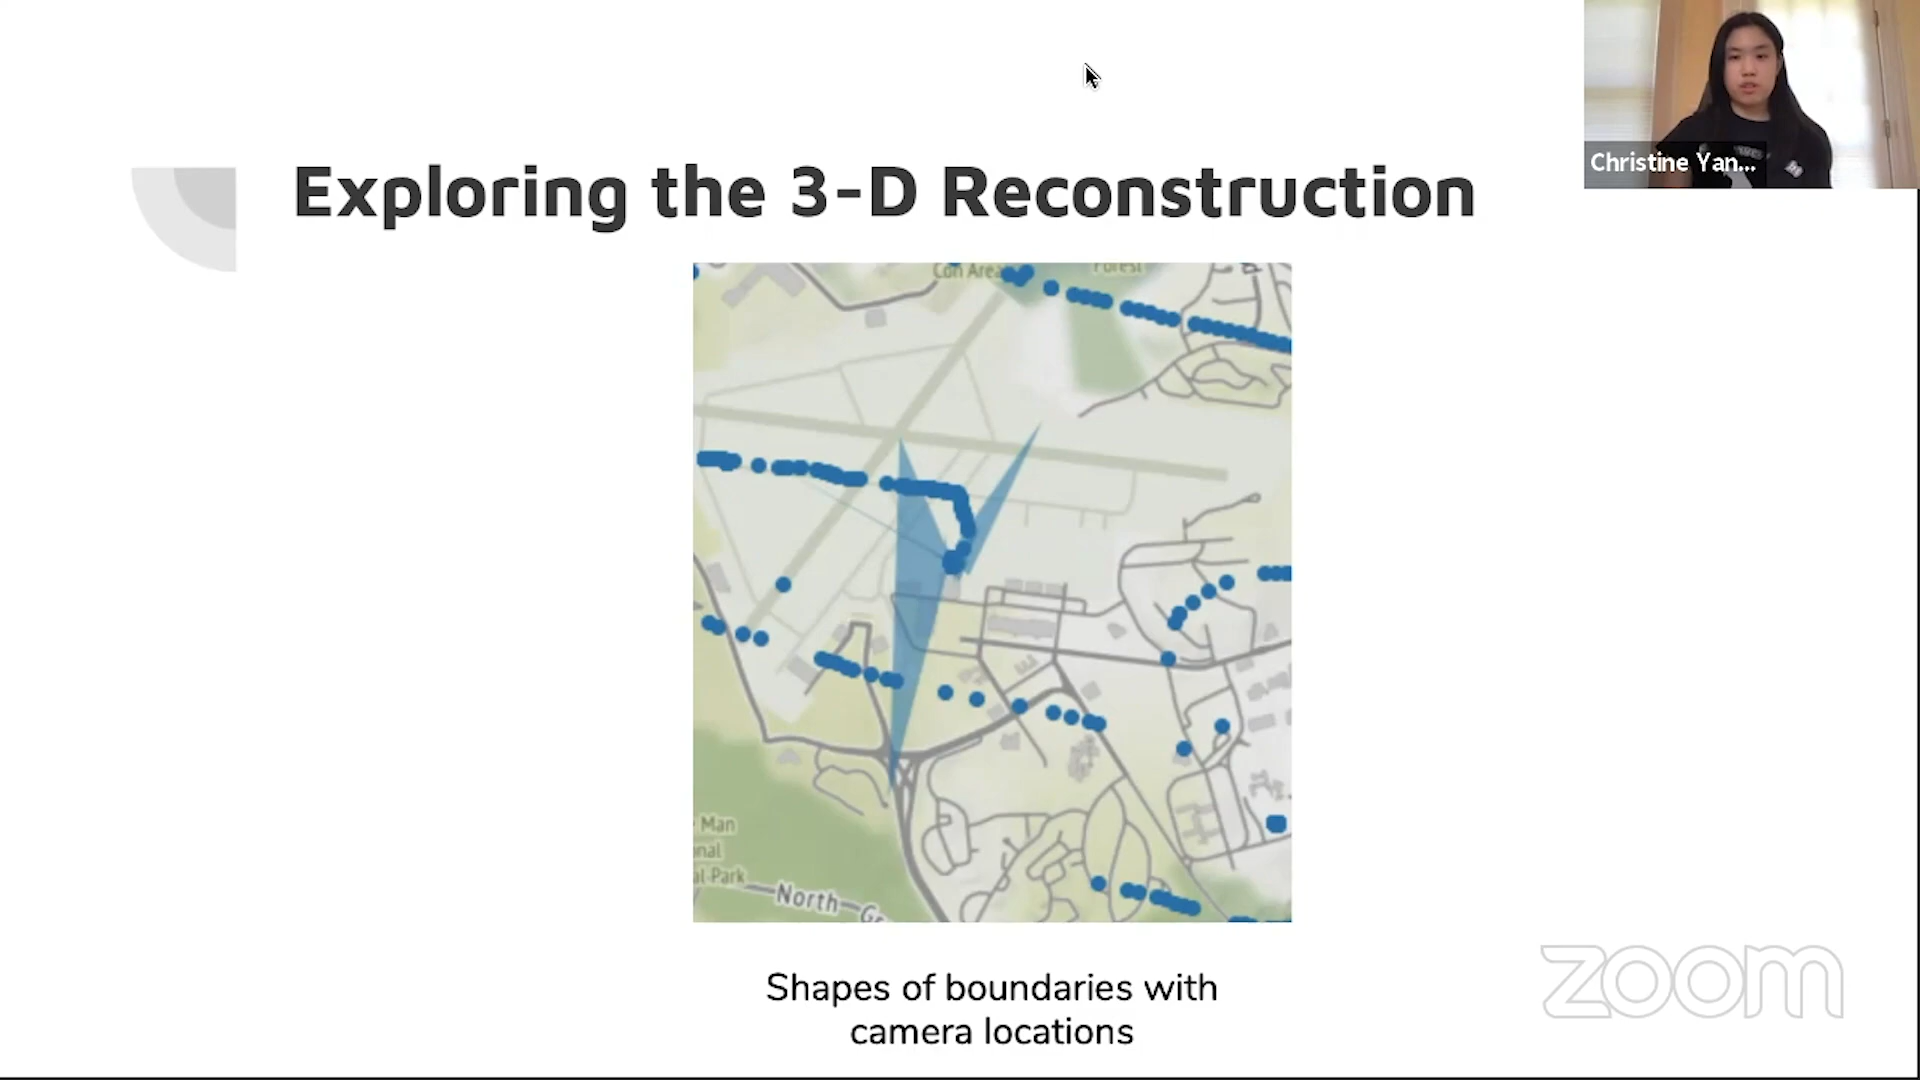 Christine Yan...
Exploring the 3-D Reconstruction
Con Area
Forest
Man
nal
al Park
North
Shapes of boundaries with
camera locations
zoom